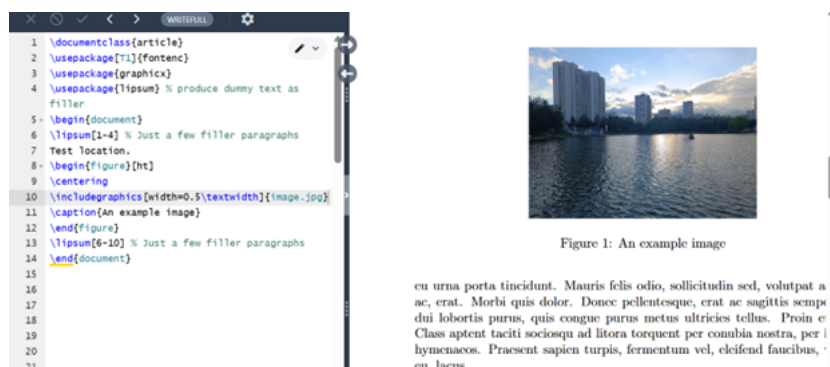 WRITEFULL
1 \documentclass{article}
2 \usepackage[T1]{fontenc}
3 \usepackage{graphicx}
4 \usepackage{lipsum} % produce dummy text as
filler
5 \begin{document}
6 \lipsum[1-4] % Just a few filler paragraphs
7 Test location.
8 \begin{figure}[ht]
9 \centering
10 \includegraphics[width=0.5\textwidth]{image.jpg}
11 \caption{An example image}
12 \end{figure}
13 \lipsum[6-10] % Just a few filler paragraphs
14 \end{document}
15
16
17
18
19
20
21
Figure 1: An example image
eu urna porta tincidunt. Mauris felis odio, sollicitudin sed, volutpat a
ac, erat. Morbi quis dolor. Donec pellentesque, erat ac sagittis semp
dui lobortis purus, quis congue purus metus ultricies tellus. Proin e
Class aptent taciti sociosqu ad litora torquent per conubia nostra, per i
hymenaeos. Praesent sapien turpis, fermentum vel, eleifend faucibus,
eu, lacus